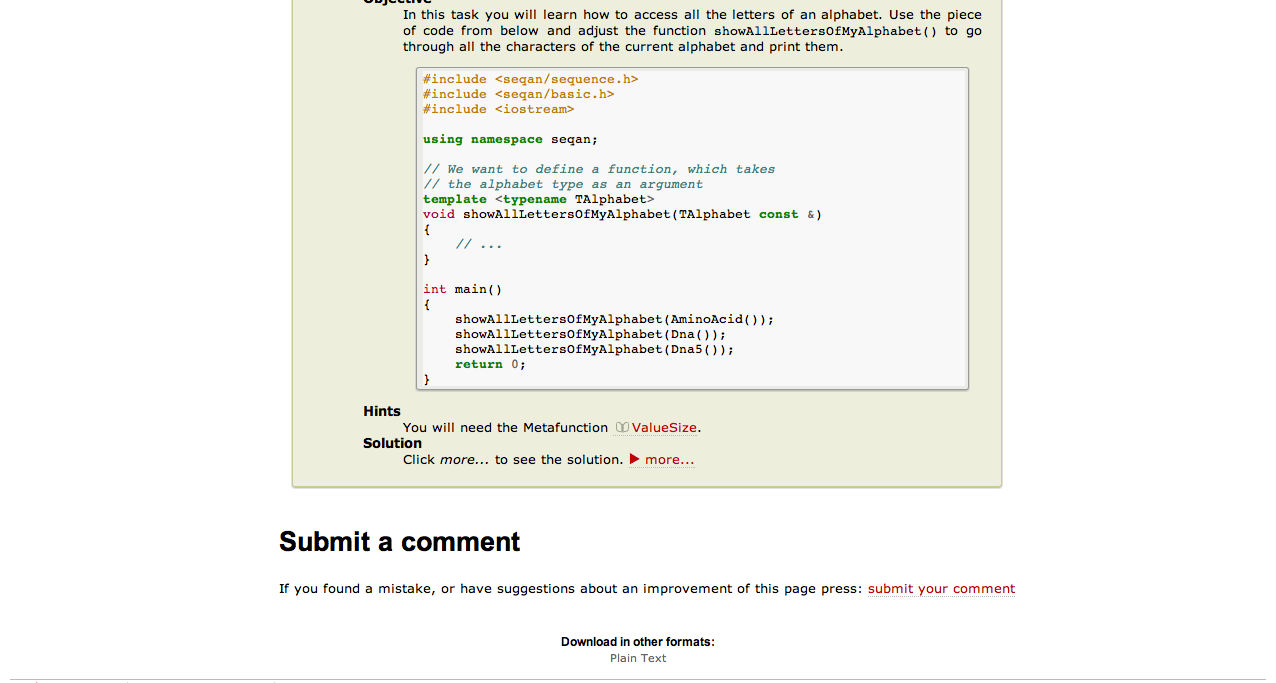 Objective
In this task you will learn how to access all the letters of an alphabet. Use the piece
of code from below and adjust the function showAllLettersOfMyAlphabet() to go
through all the characters of the current alphabet and print them.
#include <seqan/sequence.h>
#include <seqan/basic.h>
#include <iostream>
using namespace seqan;
// We want to define a function, which takes
// the alphabet type as an argument
template <typename TAlphabet>
void showAllLettersOfMyAlphabet(TAlphabet const &)
{
    // ...
}
int main()
{
    showAllLettersOfMyAlphabet(AminoAcid());
    showAllLettersOfMyAlphabet(Dna());
    showAllLettersOfMyAlphabet(Dna5());
    return 0;
}
Hints
You will need the Metafunction ValueSize.
Solution
Click more... to see the solution. ▶ more...
Submit a comment
If you found a mistake, or have suggestions about an improvement of this page press: submit your comment
Download in other formats:
Plain Text